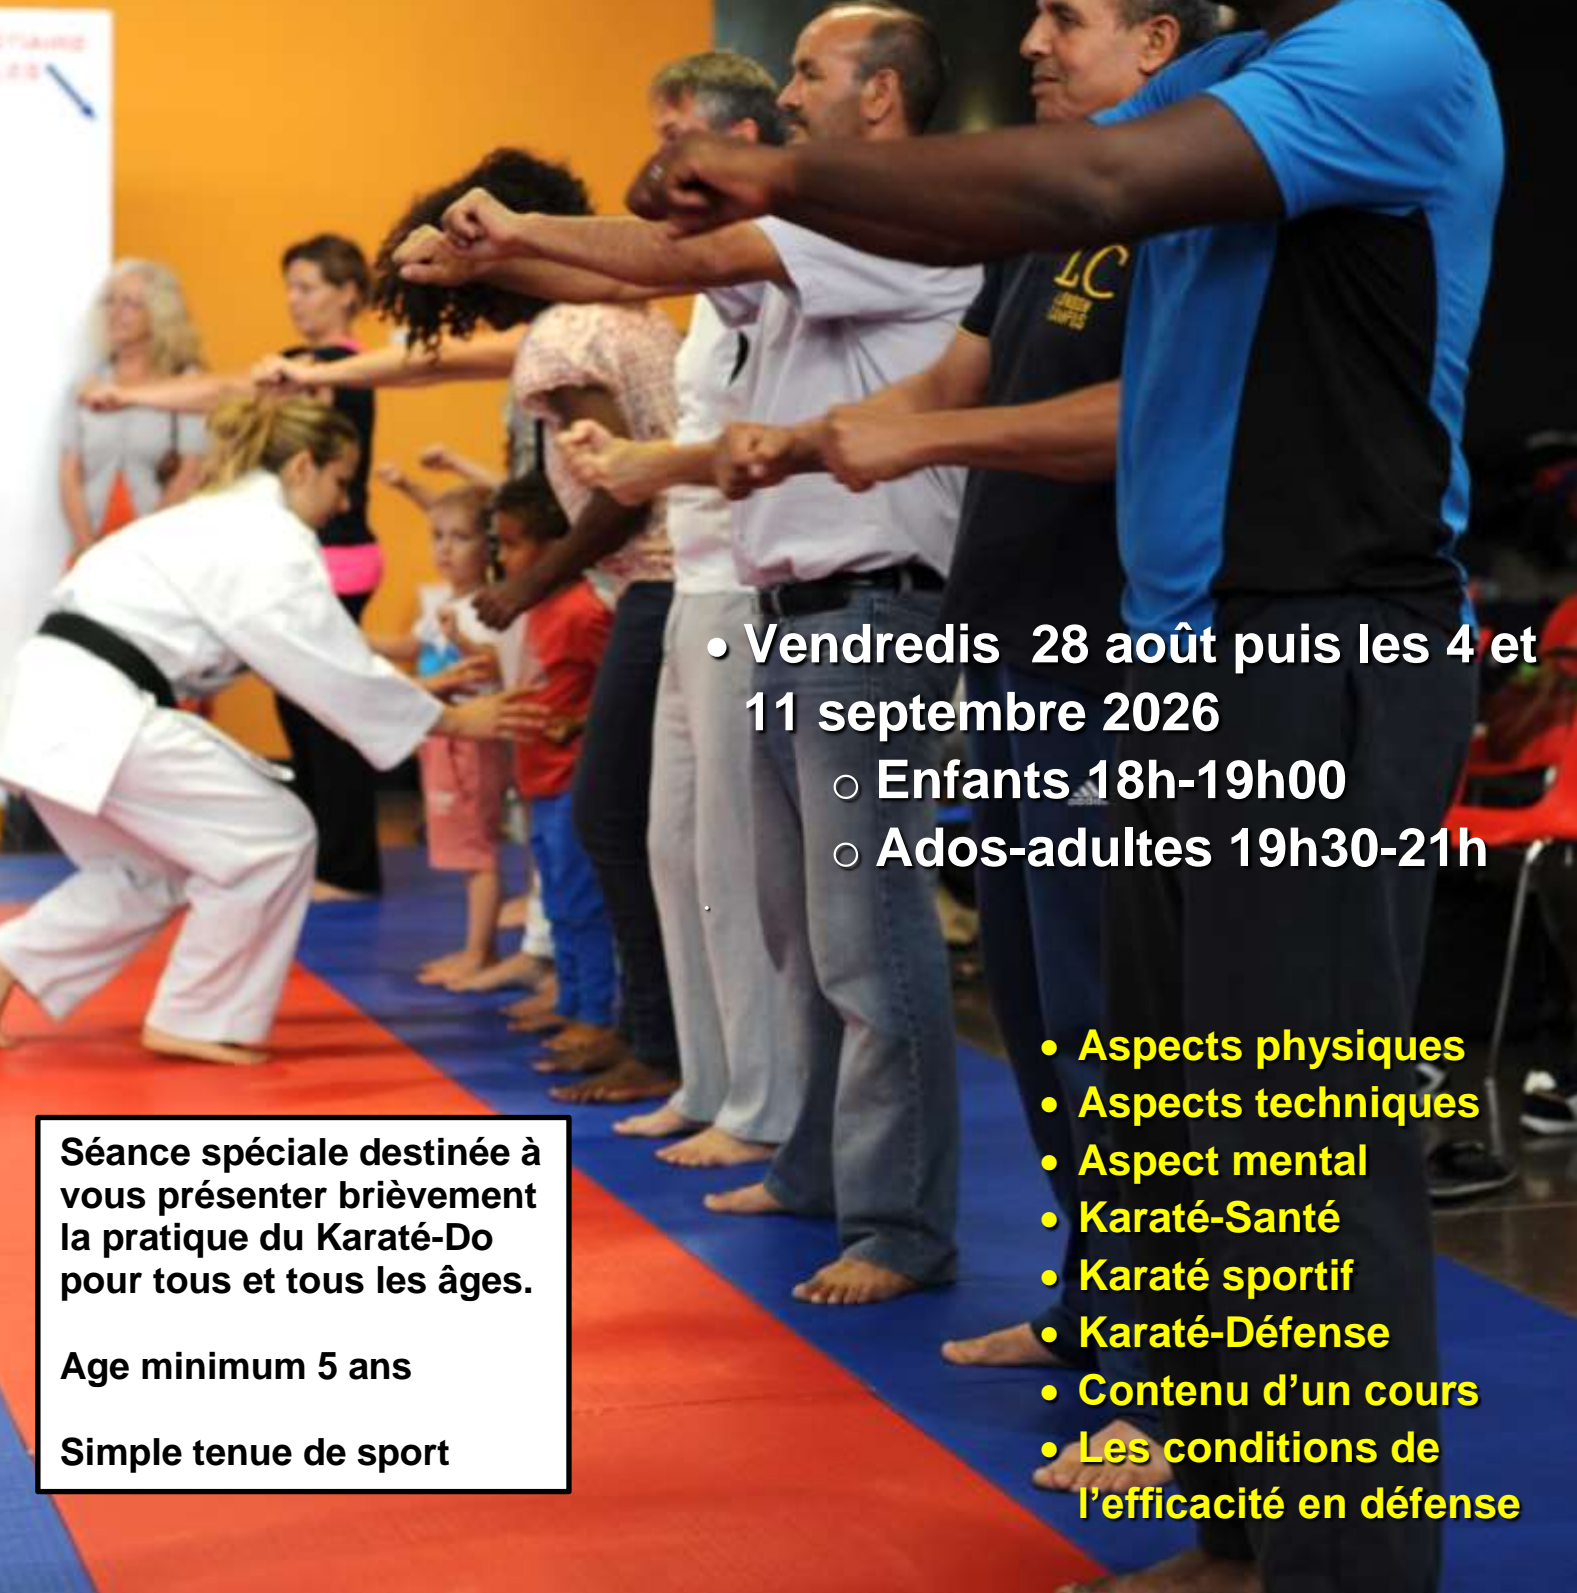 LC
LONDON
CAMPUS
• Vendredis 28 août puis les 4 et
11 septembre 2026
○ Enfants 18h-19h00
○ Ados-adultes 19h30-21h
.
• Aspects physiques
• Aspects techniques
• Aspect mental
• Karaté-Santé
• Karaté sportif
• Karaté-Défense
• Contenu d’un cours
• Les conditions de
l’efficacité en défense
Séance spéciale destinée à
vous présenter brièvement
la pratique du Karaté-Do
pour tous et tous les âges.
Age minimum 5 ans
Simple tenue de sport